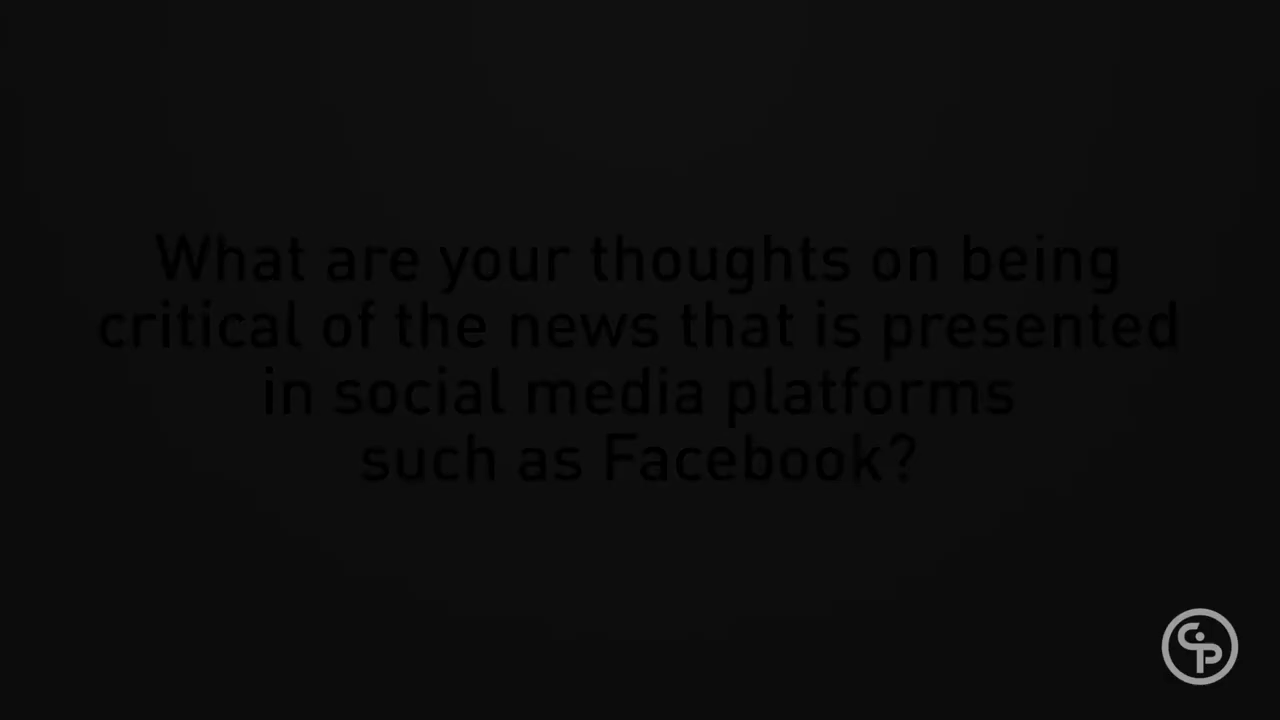 What are your thoughts on being
critical of the news that is presented
in social media platforms
such as Facebook?